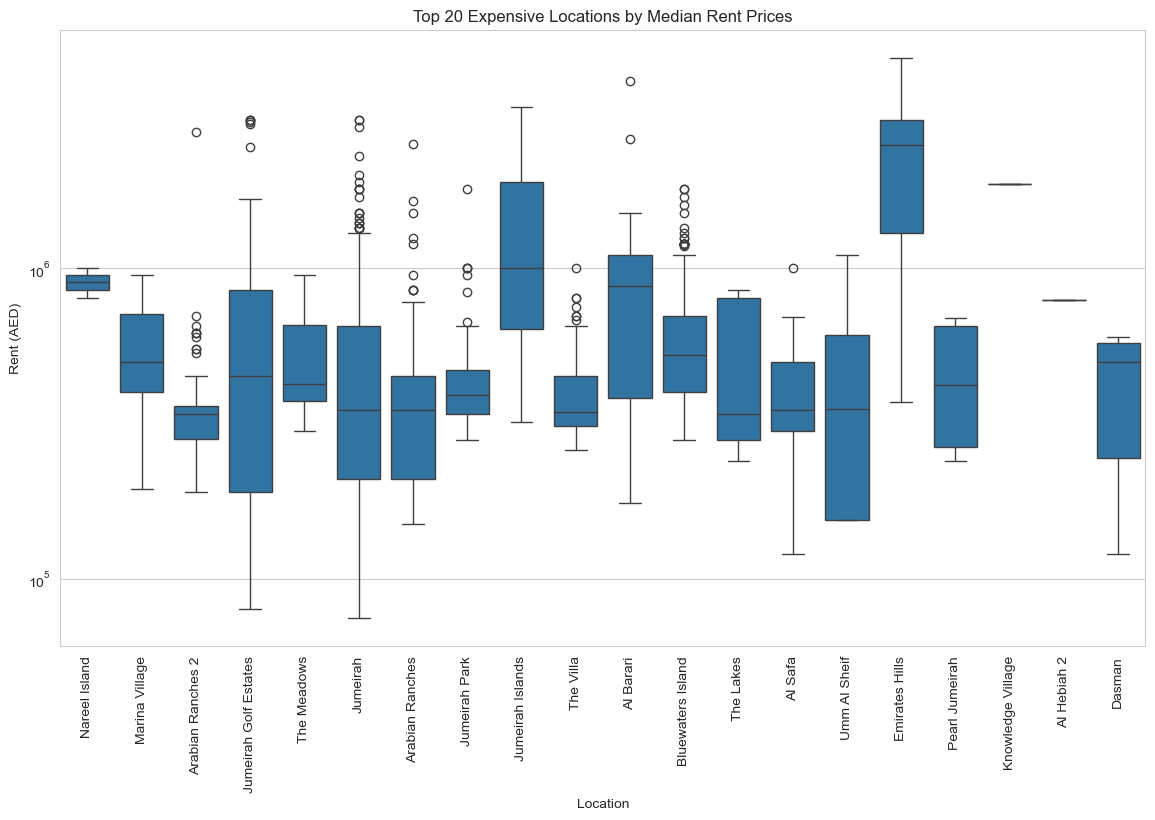 Top 20 Expensive Locations by Median Rent Prices
Rent (AED)
10^6
10^5
Nareel Island
Marina Village
Arabian Ranches 2
Jumeirah Golf Estates
The Meadows
Jumeirah
Arabian Ranches
Jumeirah Park
Jumeirah Islands
The Villa
Al Barari
Bluewaters Island
The Lakes
Al Safa
Umm Al Sheif
Emirates Hills
Pearl Jumeirah
Knowledge Village
Al Hebiah 2
Dasman
Location